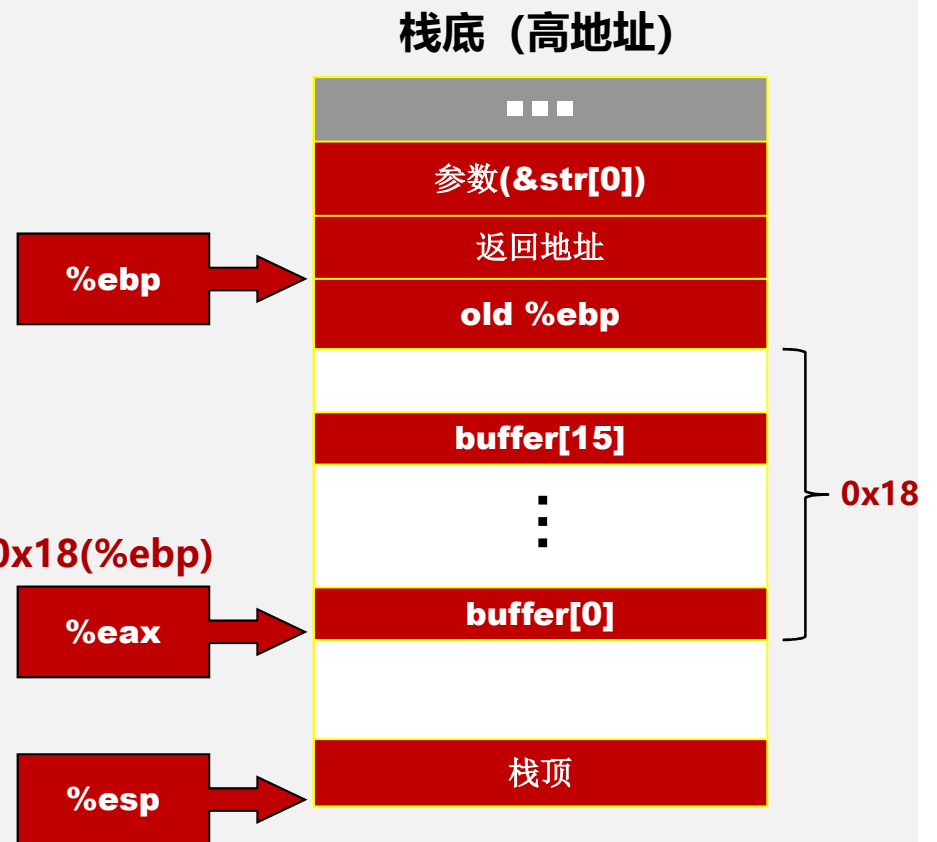 栈底 (高地址)
...
参数(&str[0])
返回地址
%ebp
old %ebp
buffer[15]
0x18
0x18(%ebp)
buffer[0]
%eax
栈顶
%esp